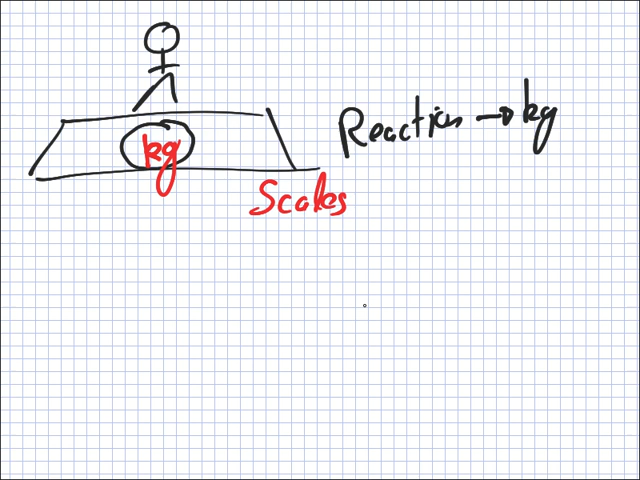 Reaction → kg
kg
Scales